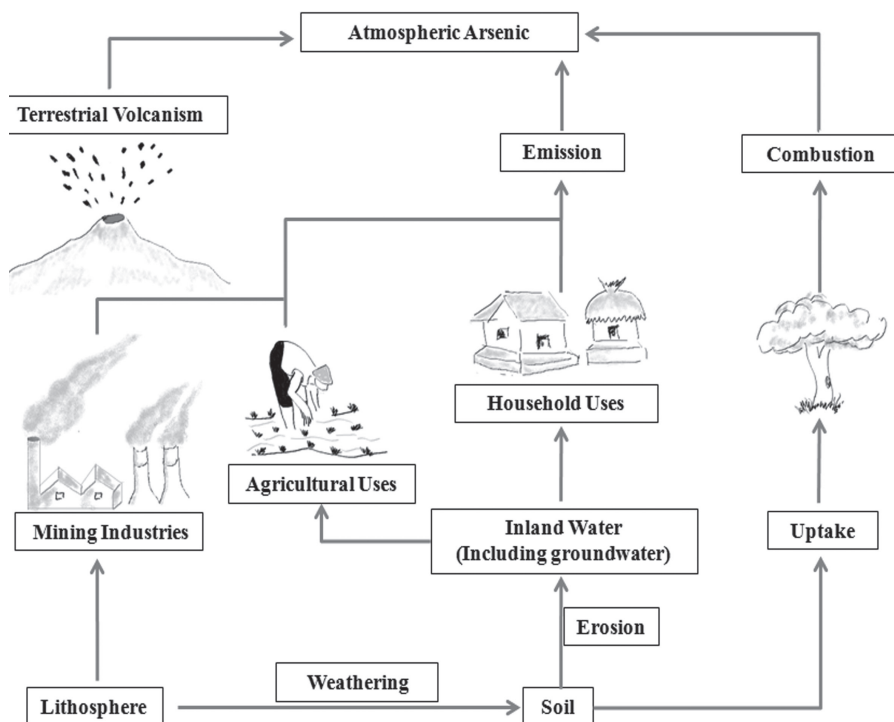 Atmospheric Arsenic
Terrestrial Volcanism
Emission
Combustion
Household Uses
Agricultural Uses
Mining Industries
Inland Water
(Including groundwater)
Uptake
Erosion
Weathering
Lithosphere
Soil